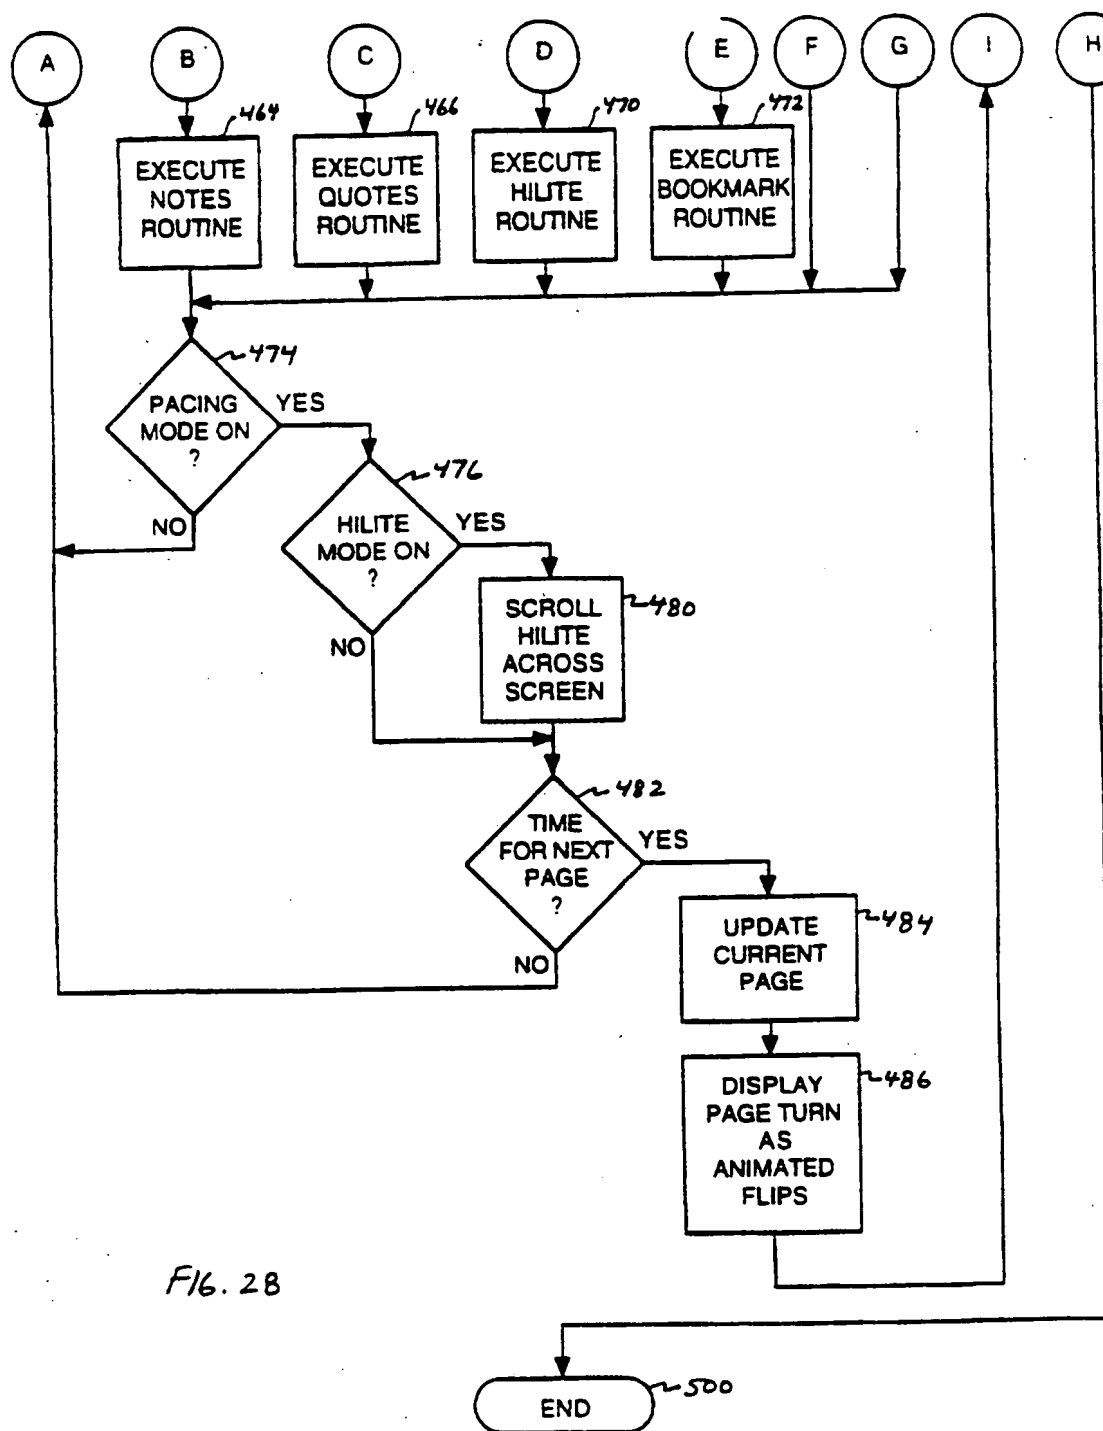 A
B
C
D
E
F
G
I
H
464
466
470
472
EXECUTE
NOTES
ROUTINE
EXECUTE
QUOTES
ROUTINE
EXECUTE
HILITE
ROUTINE
EXECUTE
BOOKMARK
ROUTINE
474
PACING
MODE ON
?
YES
NO
476
HILITE
MODE ON
?
YES
NO
480
SCROLL
HILITE
ACROSS
SCREEN
482
TIME
FOR NEXT
PAGE
?
YES
NO
484
UPDATE
CURRENT
PAGE
486
DISPLAY
PAGE TURN
AS
ANIMATED
FLIPS
FIG. 28
500
END